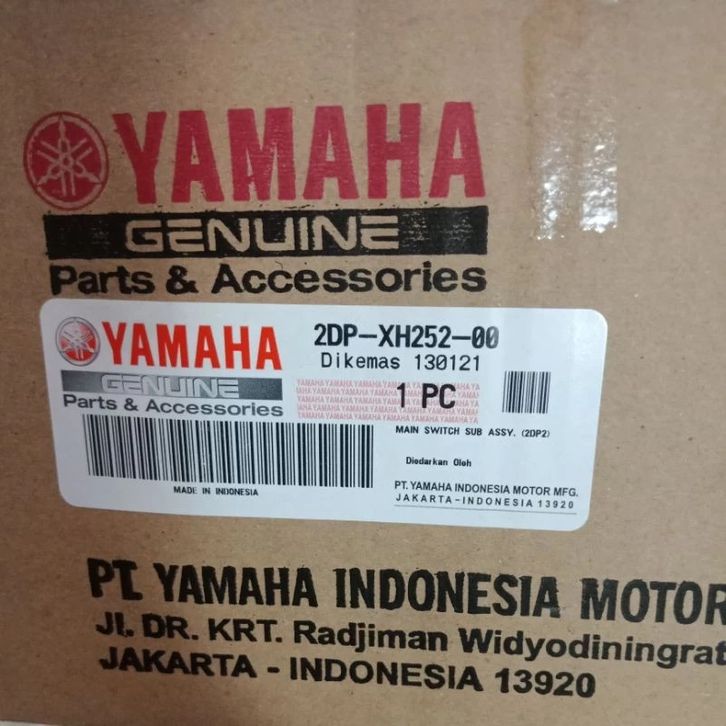 YAMAHA
GENUINE
Parts & Accessories
YAMAHA
GENUINE
Parts & Accessories
MADE IN INDONESIA
2DP-XH252-00
Dikemas 130121
1 PC
MAIN SWITCH SUB ASSY. (2DP2)
Diedarkan Oleh
PT. YAMAHA INDONESIA MOTOR MFG.
JAKARTA-INDONESIA 13920
PT. YAMAHA INDONESIA MOTOR
Jl. DR. KRT. Radjiman Widyodiningrat
JAKARTA - INDONESIA 13920